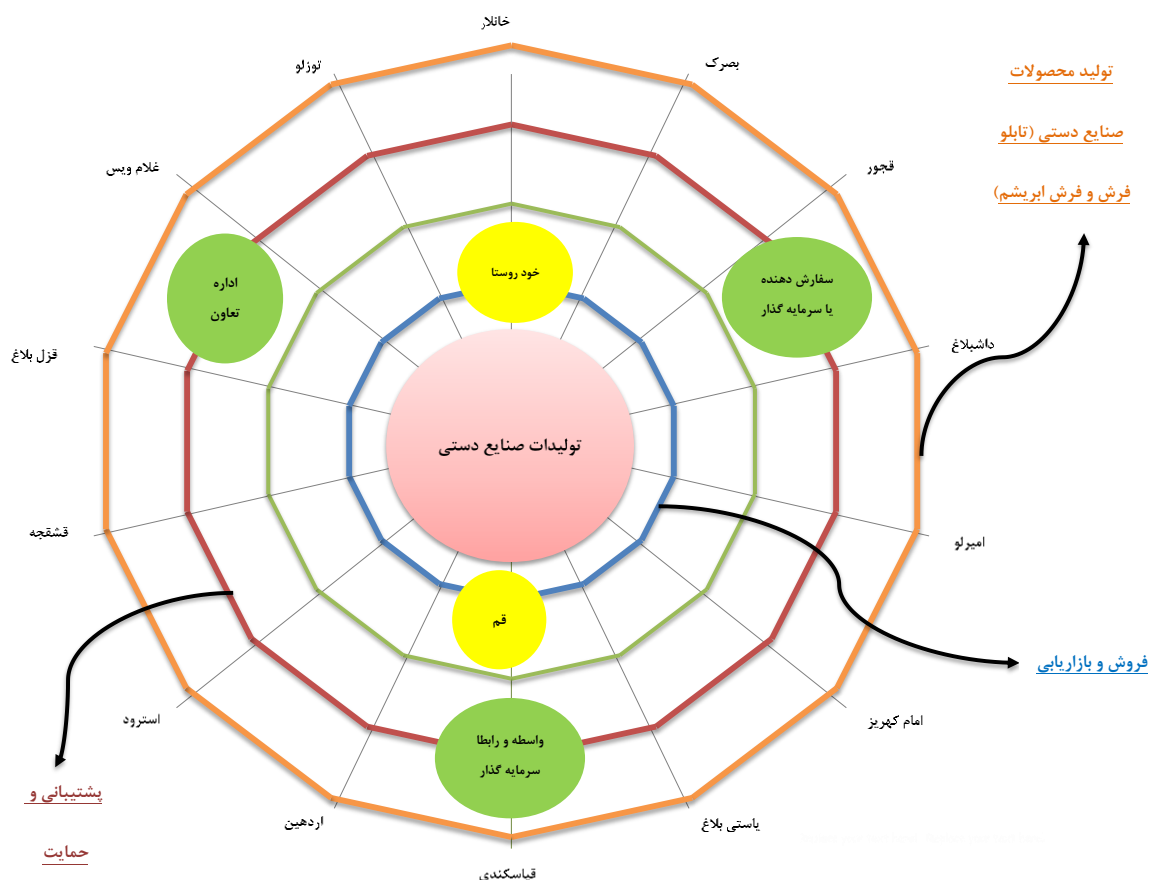 خانلار
بصرک
قجور
داشبلاغ
امیرلو
امام کهریز
یاستی بلاغ
قیاسکندی
اردهین
استرود
قشقجه
قزل بلاغ
غلام ویس
توزلو
تولید محصولات
صنایع دستی (تابلو
فرش و فرش ابریشم)
خود روستا
اداره
تعاون
سفارش دهنده
یا سرمایه گذار
تولیدات صنایع دستی
قم
واسطه و رابطا
سرمایه گذار
فروش و بازاریابی
پشتیبانی و
حمایت